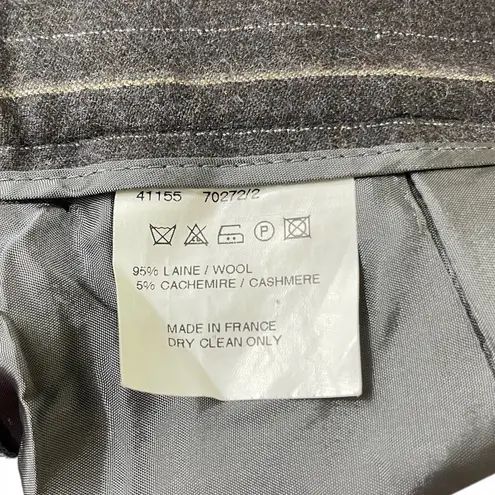 41155 70272/2
P
95% LAINE / WOOL
5% CACHEMIRE / CASHMERE
MADE IN FRANCE
DRY CLEAN ONLY